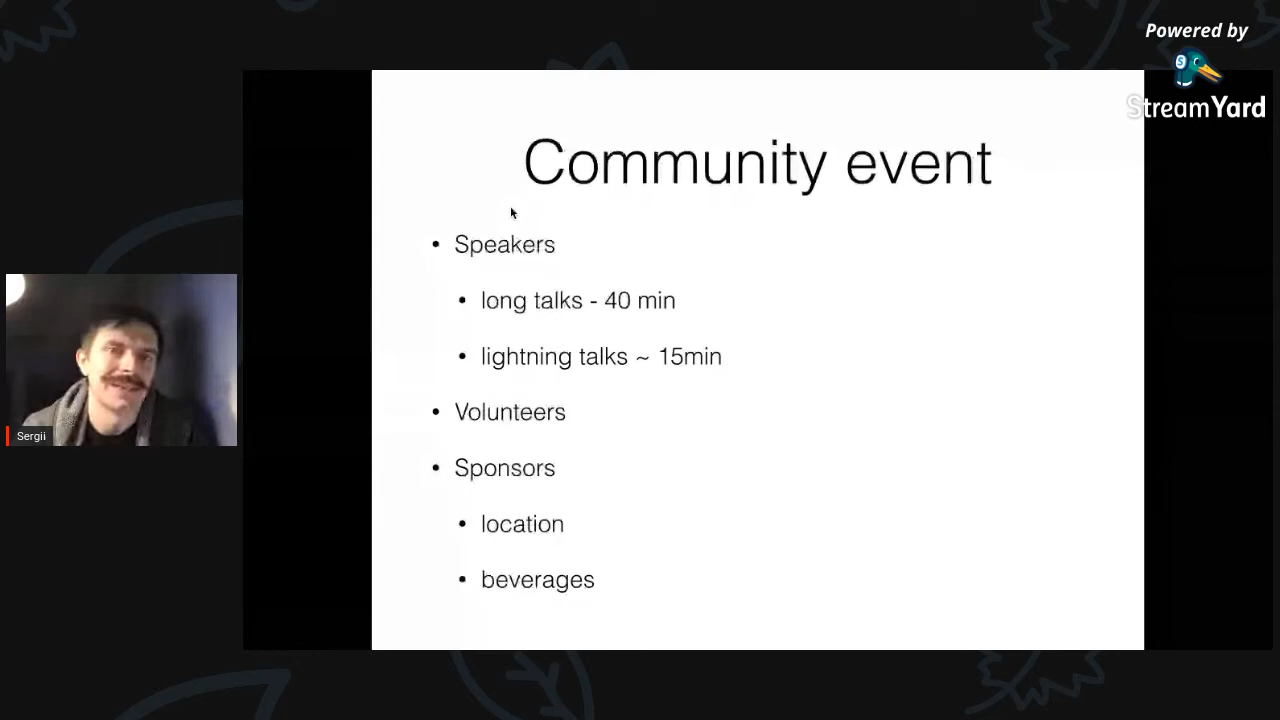 Powered by
StreamYard
Community event
• Speakers
• long talks - 40 min
• lightning talks ~ 15min
• Volunteers
• Sponsors
• location
• beverages
Sergii